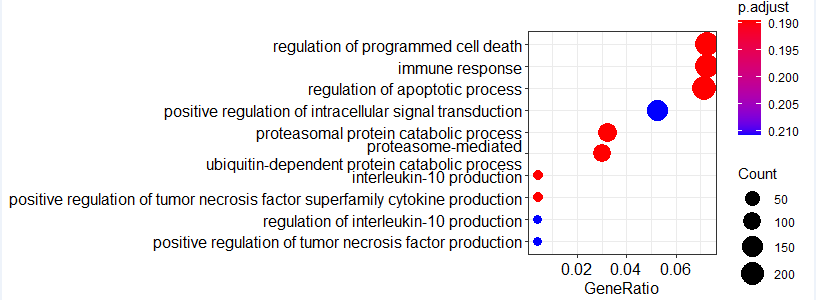 regulation of programmed cell death
immune response
regulation of apoptotic process
positive regulation of intracellular signal transduction
proteasomal protein catabolic process
proteasome-mediated
ubiquitin-dependent protein catabolic process
interleukin-10 production
positive regulation of tumor necrosis factor superfamily cytokine production
regulation of interleukin-10 production
positive regulation of tumor necrosis factor production
0.02 0.04 0.06
GeneRatio
p.adjust
0.190
0.195
0.200
0.205
0.210
Count
50
100
150
200